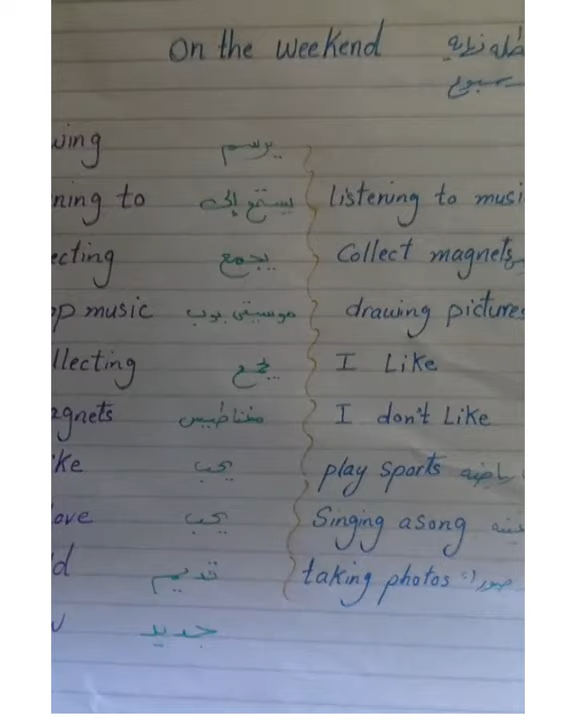 On the weekend
wing يرسم
ning to يستمع إلى listening to musi
ecting يجمع Collect magnets
p music موسيقى بوب drawing pictures
llecting يجمع I Like
agnets مغناطيس I don't Like
ke يحب play sports
ove يحب Singing asong
d قديم taking photos
جديد